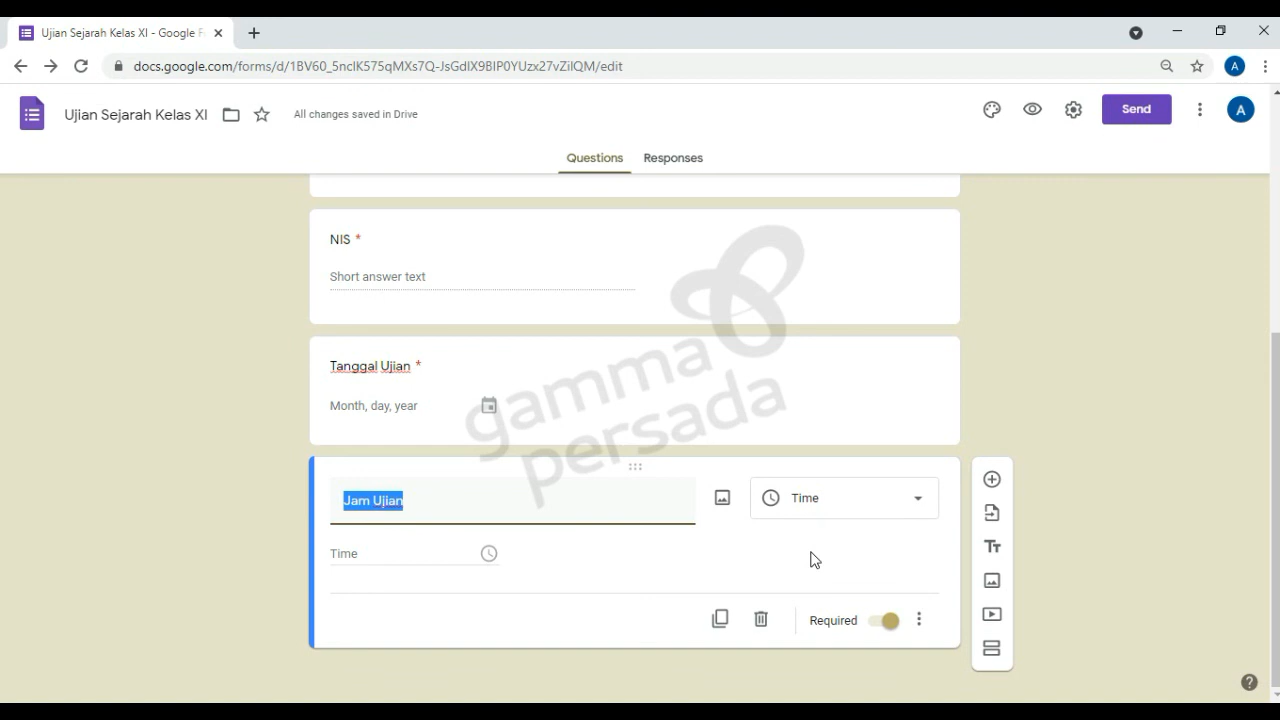 Ujian Sejarah Kelas XI - Google F
docs.google.com/forms/d/1BV60_5nclK575qMXs7Q-JsGdlX9BlP0YUzx27vZilQM/edit
A
Ujian Sejarah Kelas XI
All changes saved in Drive
Send
A
Questions
Responses
NIS *
Short answer text
Tanggal Ujian *
Month, day, year
gamma
persada
Jam Ujian
Time
Time
Required